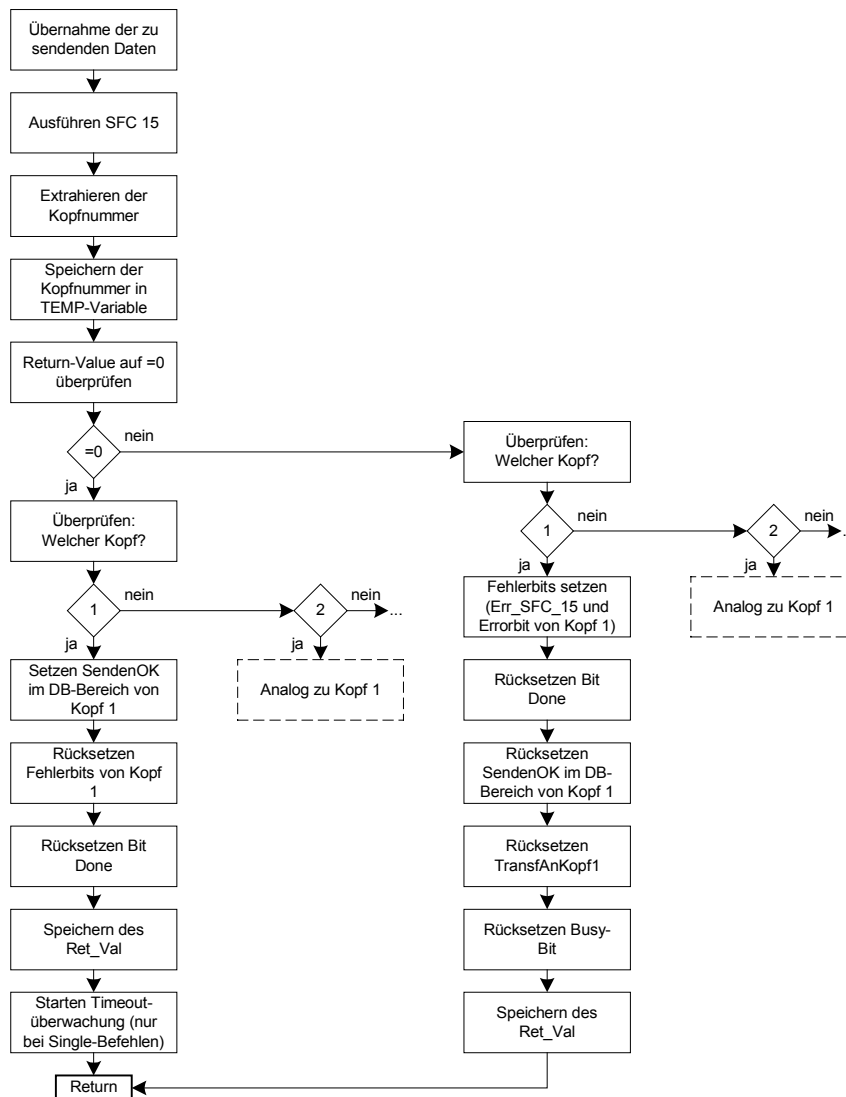 Übernahme der zu
sendenden Daten
Ausführen SFC 15
Extrahieren der
Kopfnummer
Speichern der
Kopfnummer in
TEMP-Variable
Return-Value auf =0
überprüfen
=0
nein
ja
Überprüfen:
Welcher Kopf?
1
nein
2
nein
...
ja
ja
Setzen SendenOK
im DB-Bereich von
Kopf 1
Analog zu Kopf 1
Rücksetzen
Fehlerbits von Kopf
1
Rücksetzen Bit
Done
Speichern des
Ret_Val
Starten Timeout-
überwachung (nur
bei Single-Befehlen)
Return
Überprüfen:
Welcher Kopf?
1
nein
2
nein
...
ja
ja
Fehlerbits setzen
(Err_SFC_15 und
Errorbit von Kopf 1)
Analog zu Kopf 1
Rücksetzen Bit
Done
Rücksetzen
SendenOK im DB-
Bereich von Kopf 1
Rücksetzen
TransfAnKopf1
Rücksetzen Busy-
Bit
Speichern des
Ret_Val